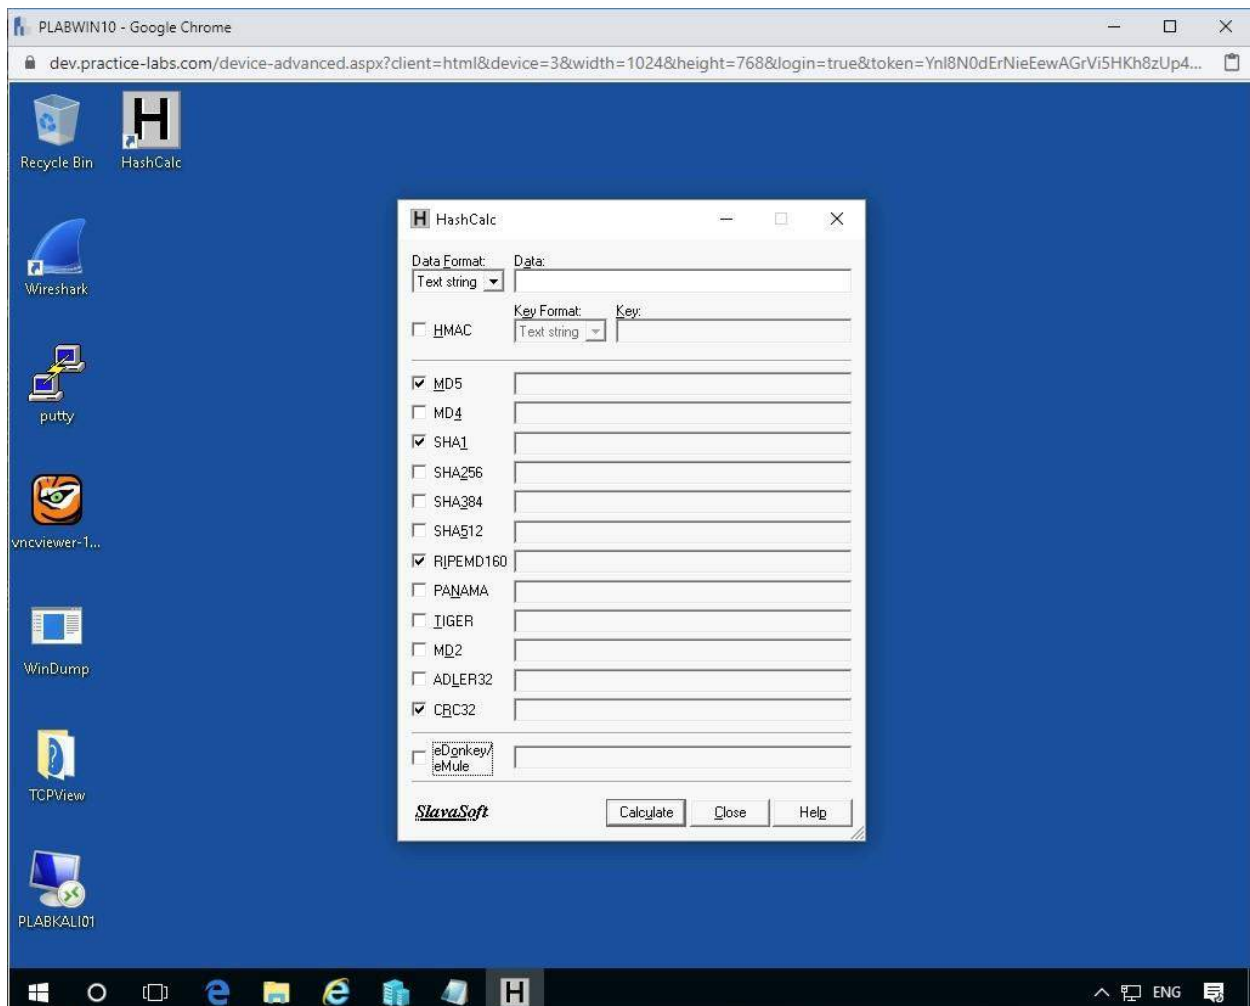 PLABWIN10 - Google Chrome
dev.practice-labs.com/device-advanced.aspx?client=html&device=3&width=1024&height=768&login=true&token=Ynl8N0dErNieEewAGrVi5HKh8zUp4...
Recycle Bin
HashCalc
Wireshark
putty
vncviewer-1...
WinDump
TCPView
PLABKALI01
H HashCalc
Data Format: Data:
Text string
Key Format: Key:
HMAC Text string
MD5
MD4
SHA1
SHA256
SHA384
SHA512
RIPEMD160
PANAMA
TIGER
MD2
ADLER32
CRC32
eDonkey/
eMule
SlavaSoft Calculate Close Help
H ENG